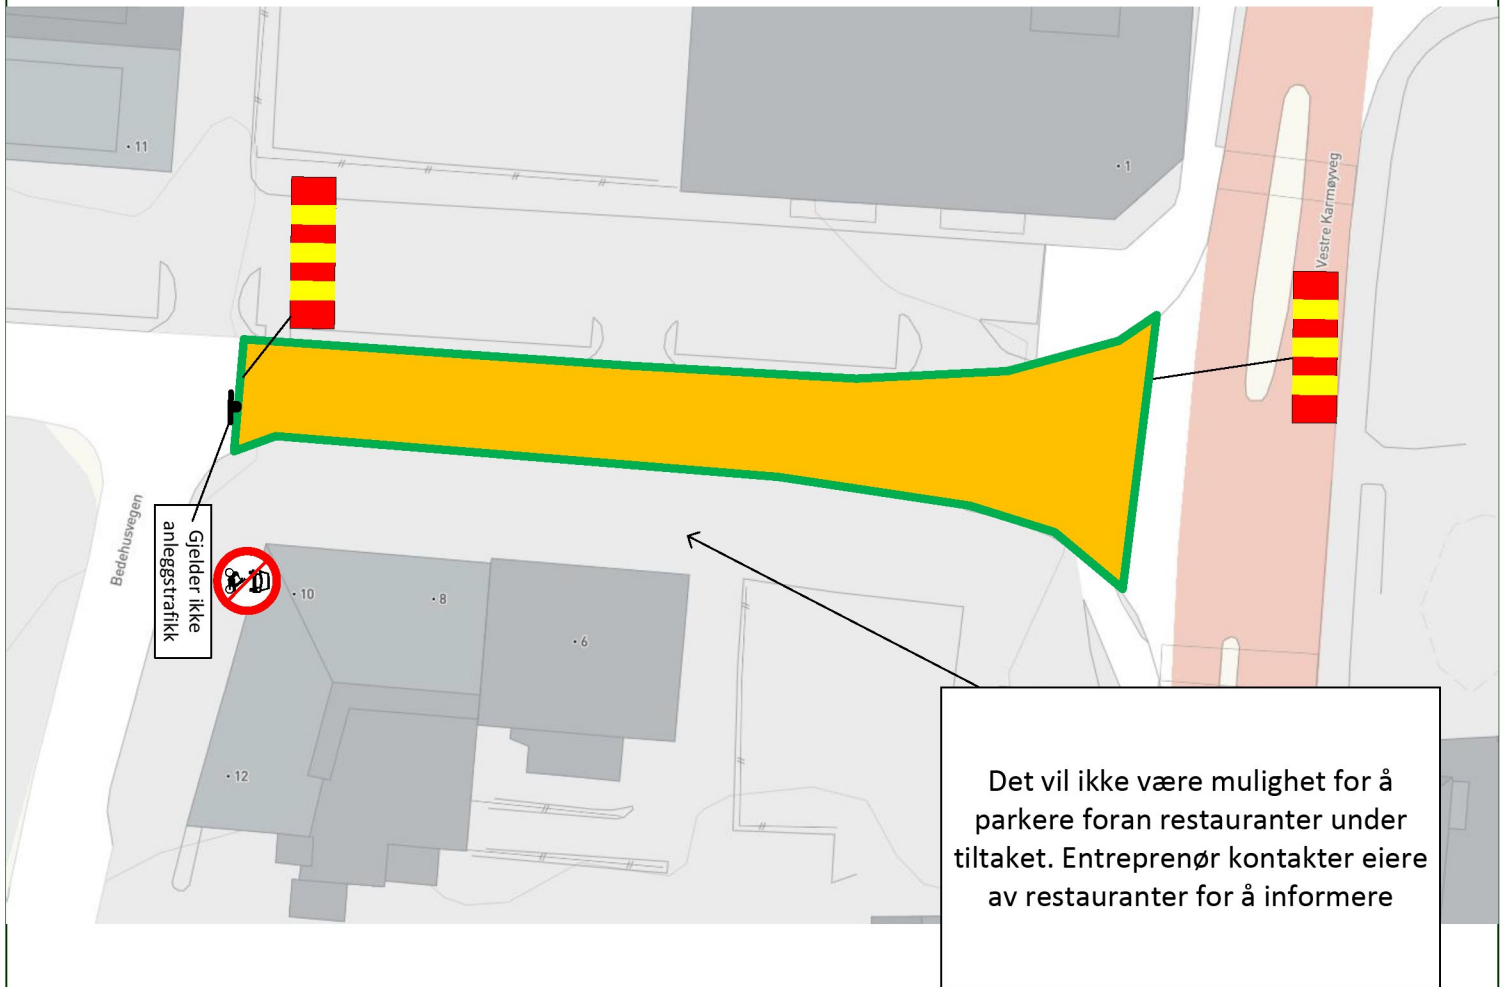 • 11
• 1
Vestre Karmøyveg
Bedehusvegen
Gjelder ikke
anleggstrafikk
• 10
• 8
• 6
• 12
Det vil ikke være mulighet for å
parkere foran restauranter under
tiltaket. Entreprenør kontakter eiere
av restauranter for å informere